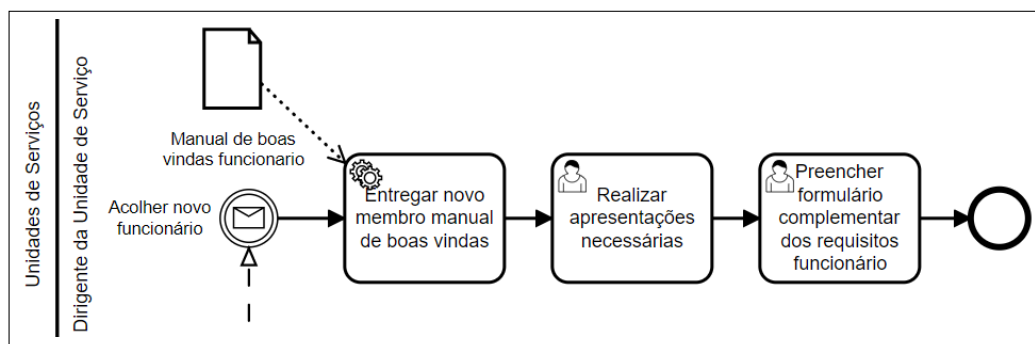 Unidades de Serviços
Dirigente da Unidade de Serviço
Manual de boas
vindas funcionario
Acolher novo
funcionário
Entregar novo
membro manual
de boas vindas
Realizar
apresentações
necessárias
Preencher
formulário
complementar
dos requisitos
funcionário